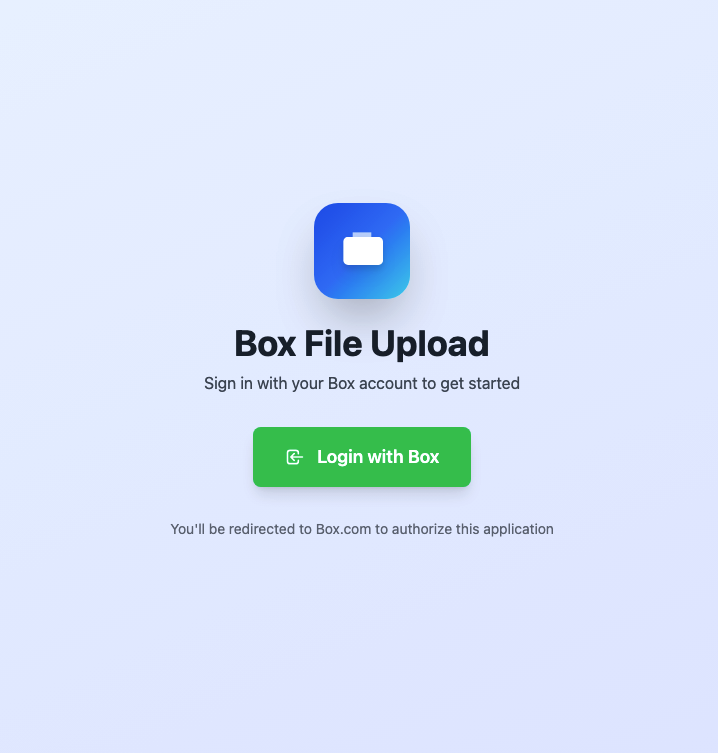 Box File Upload
Sign in with your Box account to get started
Login with Box
You'll be redirected to Box.com to authorize this application